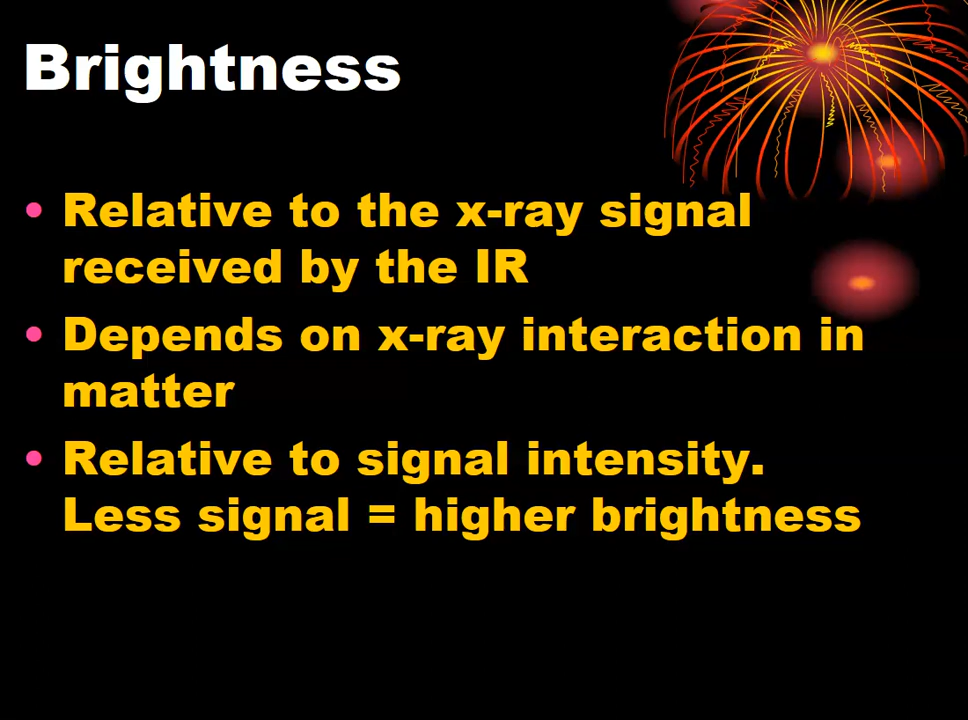 Brightness
• Relative to the x-ray signal
received by the IR
• Depends on x-ray interaction in
matter
• Relative to signal intensity.
Less signal = higher brightness